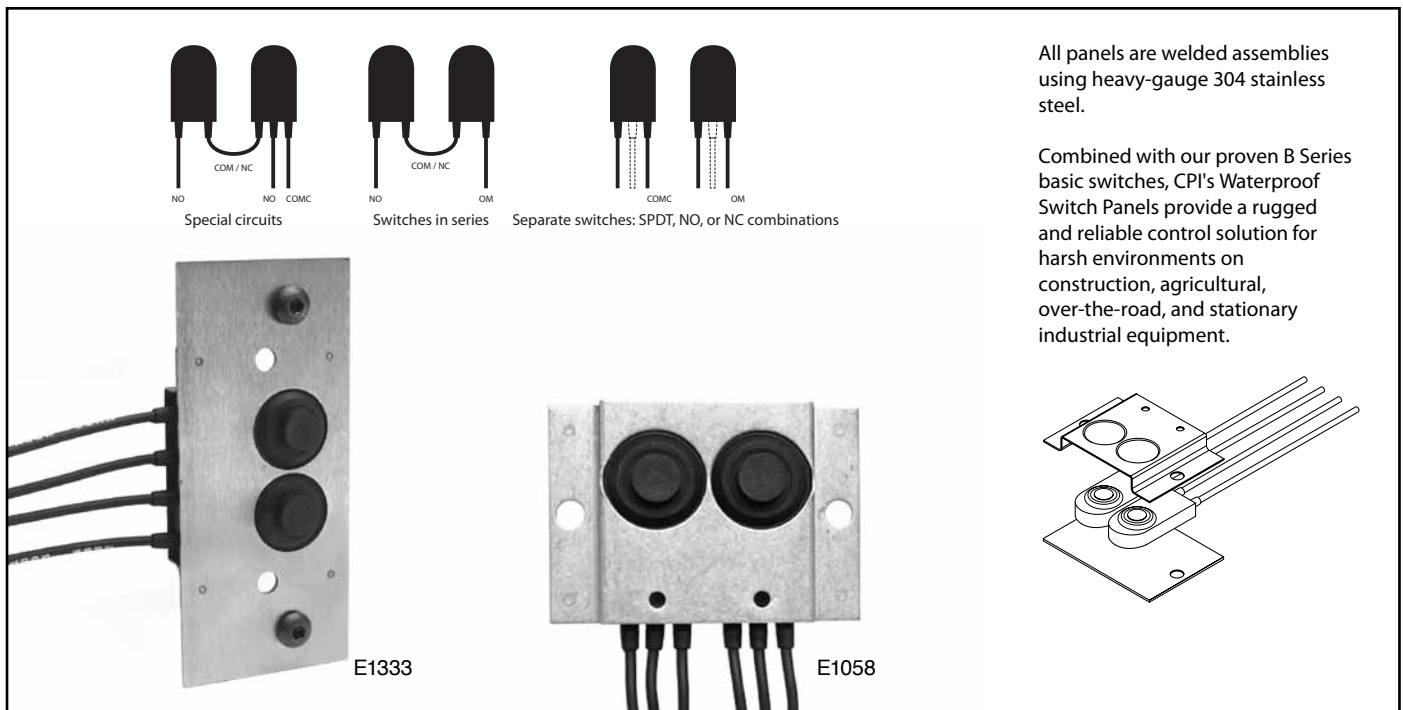 COM / NC
NO
NO
COMC
Special circuits
COM / NC
NO
OM
Switches in series
COMC
OM
Separate switches: SPDT, NO, or NC combinations
E1333
E1058
All panels are welded assemblies
using heavy-gauge 304 stainless
steel.
Combined with our proven B Series
basic switches, CPI's Waterproof
Switch Panels provide a rugged
and reliable control solution for
harsh environments on
construction, agricultural,
over-the-road, and stationary
industrial equipment.